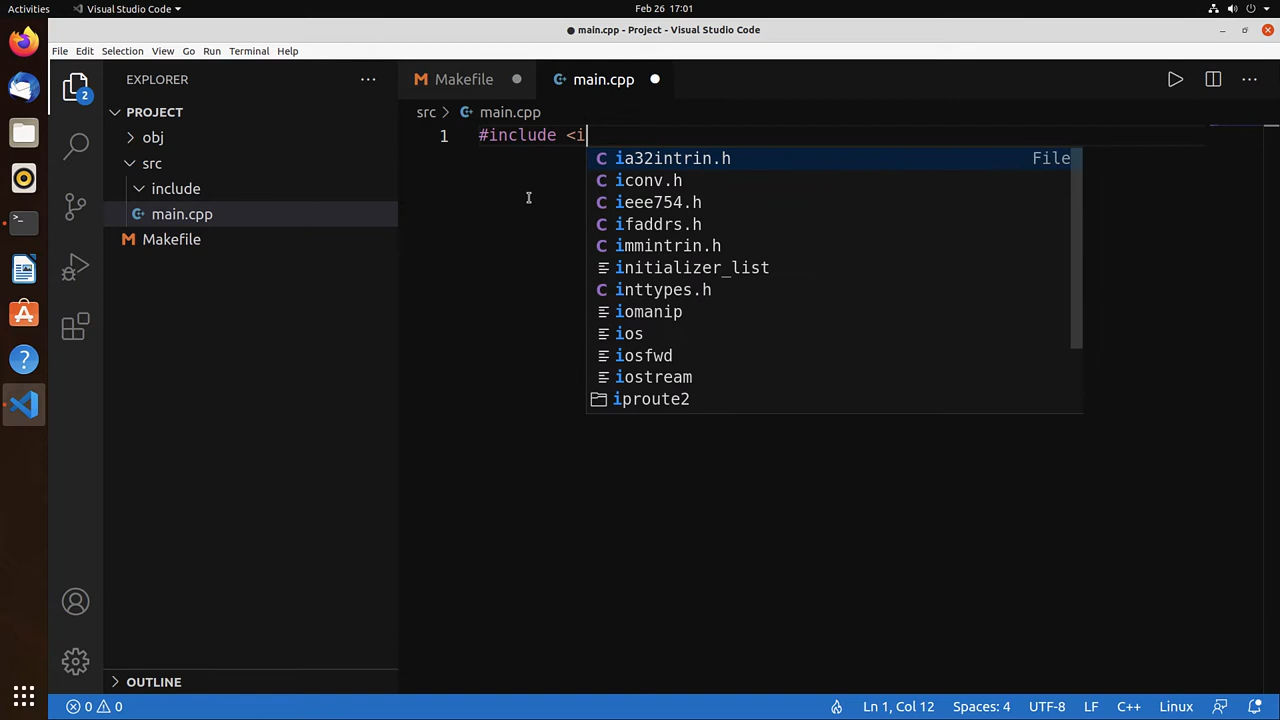 Activities Visual Studio Code Feb 26 17:01
main.cpp - Project - Visual Studio Code
File Edit Selection View Go Run Terminal Help
EXPLORER
Makefile
main.cpp
2
PROJECT
src main.cpp
obj
1 #include <i
src
ia32intrin.h File
include
iconv.h
main.cpp
ieee754.h
Makefile
ifaddrs.h
immintrin.h
initializer_list
inttypes.h
iomanip
ios
iosfwd
iostream
iproute2
OUTLINE
0 0 Ln 1, Col 12 Spaces: 4 UTF-8 LF C++ Linux